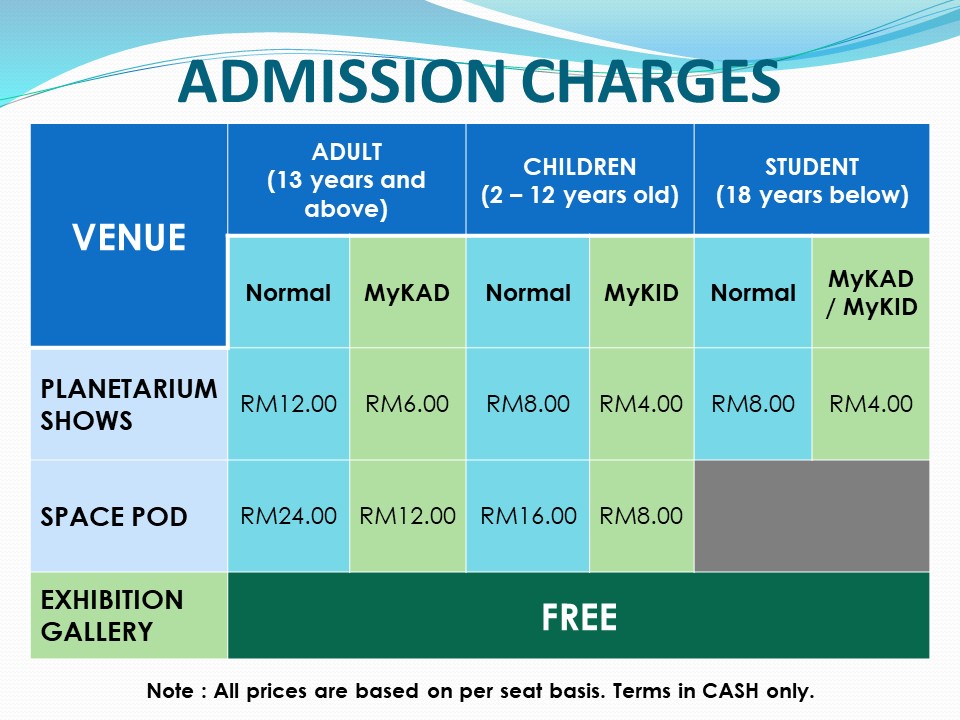 ADMISSION CHARGES
VENUE
ADULT
(13 years and
above)
CHILDREN
(2 – 12 years old)
STUDENT
(18 years below)
Normal
MyKAD
Normal
MyKID
Normal
MyKAD
/ MyKID
PLANETARIUM
SHOWS
RM12.00
RM6.00
RM8.00
RM4.00
RM8.00
RM4.00
SPACE POD
RM24.00
RM12.00
RM16.00
RM8.00
EXHIBITION
GALLERY
FREE
Note : All prices are based on per seat basis. Terms in CASH only.